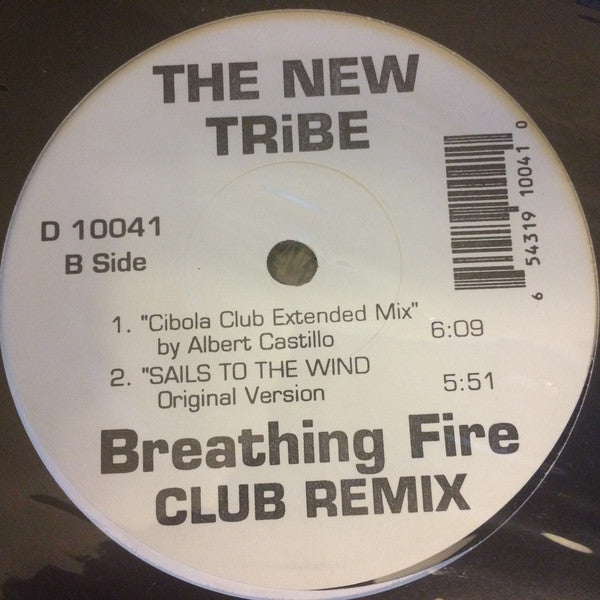 THE NEW
TRiBE
D 10041
B Side
6 54319 10041 0
1. "Cibola Club Extended Mix" 6:09
by Albert Castillo
2. "SAILS TO THE WIND 5:51
Original Version
Breathing Fire
CLUB REMIX